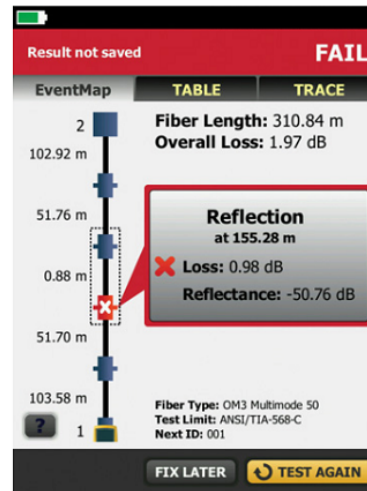 Result not saved
FAIL
EventMap
TABLE
TRACE
Fiber Length: 310.84 m
Overall Loss: 1.97 dB
2
102.92 m
51.76 m
Reflection
at 155.28 m
Loss: 0.98 dB
Reflectance: -50.76 dB
0.88 m
51.70 m
103.58 m
?
1
Fiber Type: OM3 Multimode 50
Test Limit: ANSI/TIA-568-C
Next ID: 001
FIX LATER
TEST AGAIN